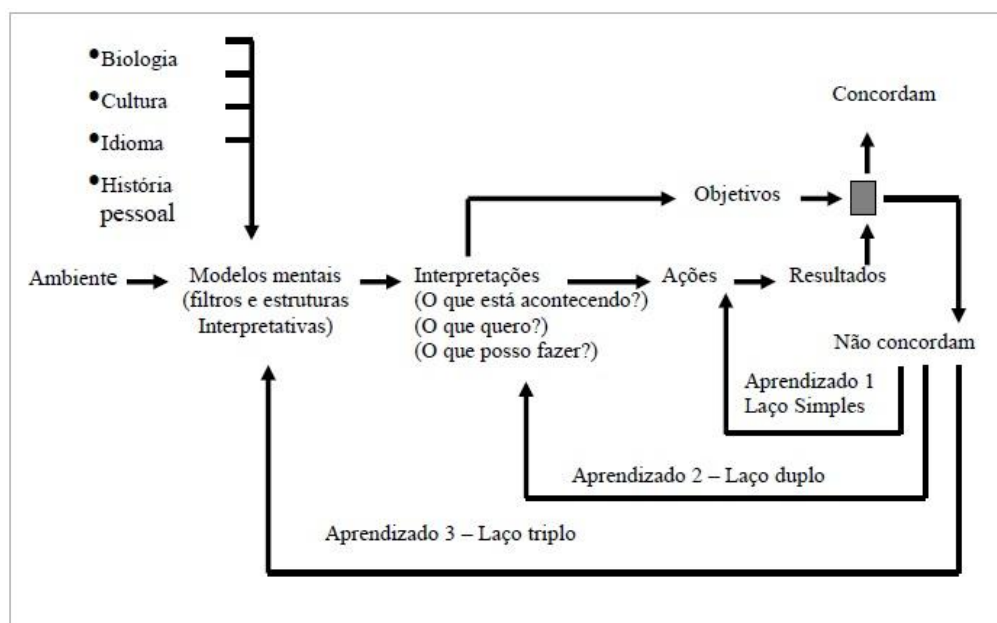 •Biologia
•Cultura
•Idioma
•História
pessoal
Concordam
Objetivos
Ambiente
Modelos mentais
(filtros e estruturas
Interpretativas)
Interpretações
(O que está acontecendo?)
(O que quero?)
(O que posso fazer?)
Ações
Resultados
Não concordam
Aprendizado 1
Laço Simples
Aprendizado 2 – Laço duplo
Aprendizado 3 – Laço triplo